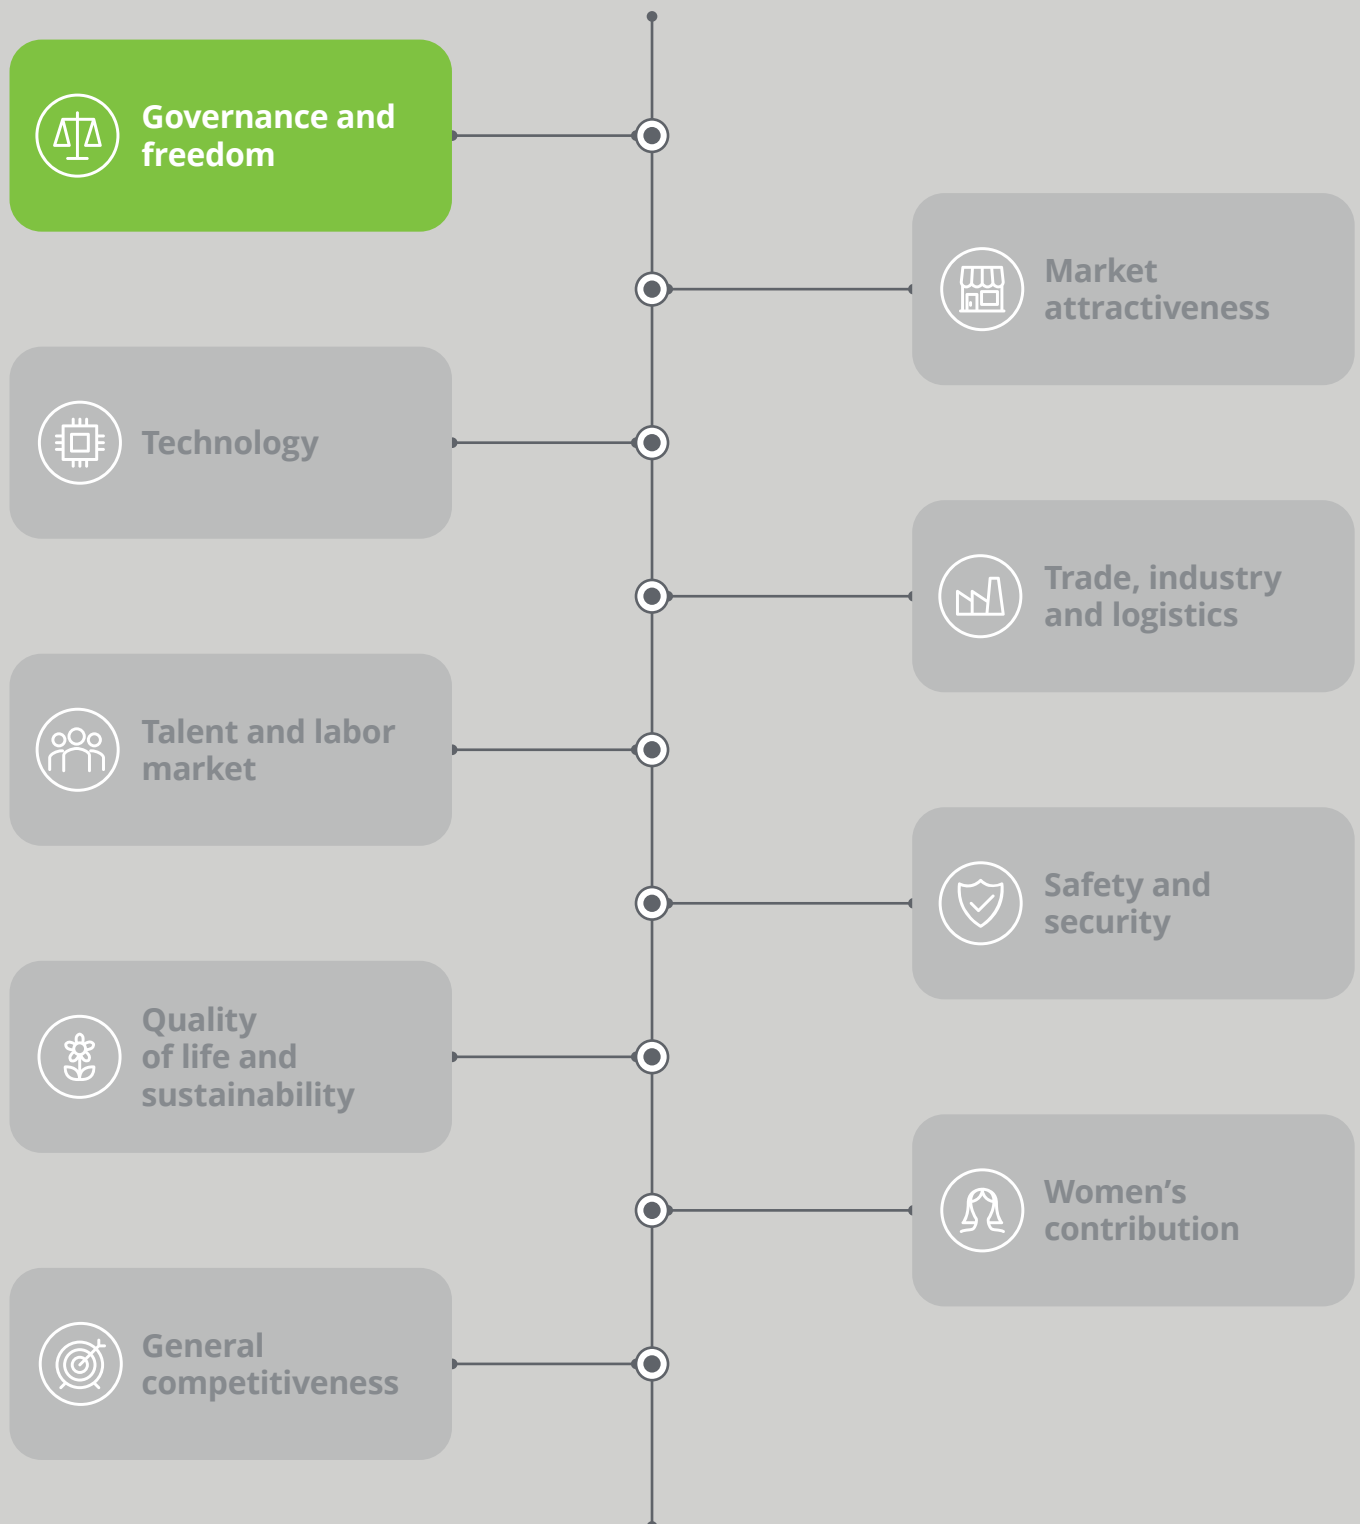 Governance and
freedom
Market
attractiveness
Technology
Trade, industry
and logistics
Talent and labor
market
Safety and
security
Quality
of life and
sustainability
Women’s
contribution
General
competitiveness